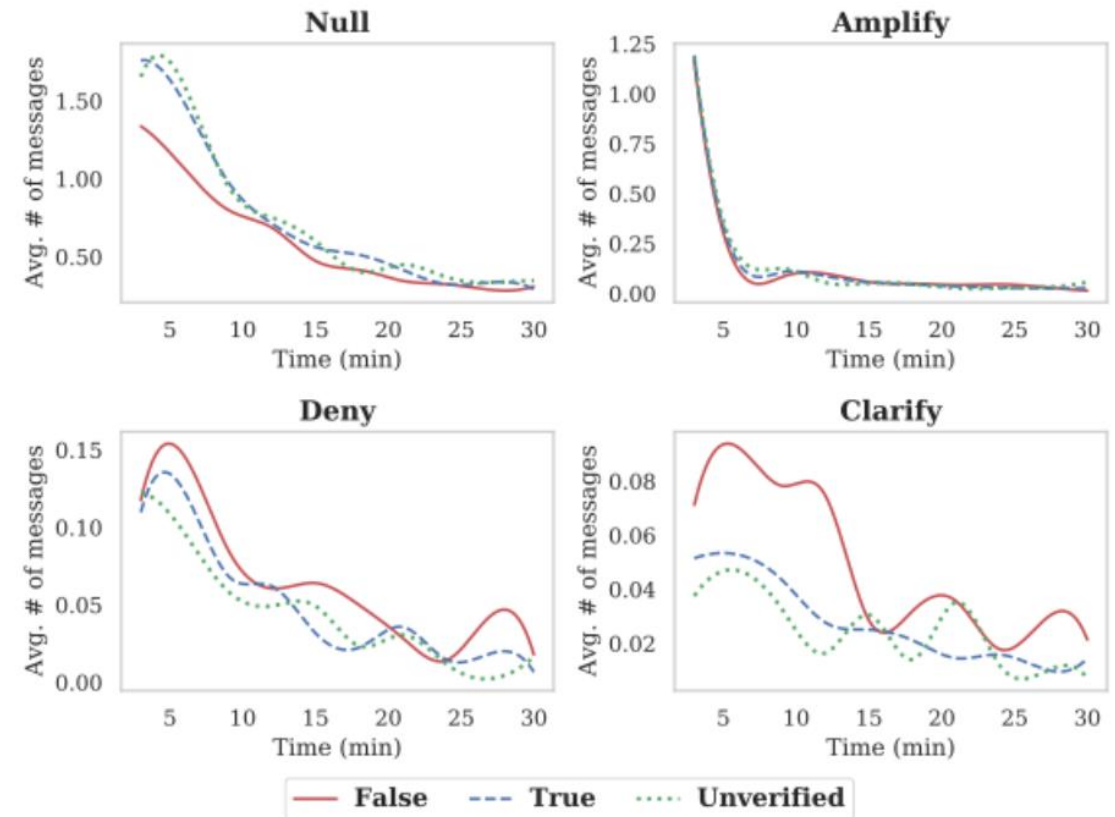 Null
Avg. # of messages
1.50
1.00
0.50
5 10 15 20 25 30
Time (min)
Amplify
Avg. # of messages
1.25
1.00
0.75
0.50
0.25
0.00
5 10 15 20 25 30
Time (min)
Deny
Avg. # of messages
0.15
0.10
0.05
0.00
5 10 15 20 25 30
Time (min)
Clarify
Avg. # of messages
0.08
0.06
0.04
0.02
5 10 15 20 25 30
Time (min)
False True Unverified